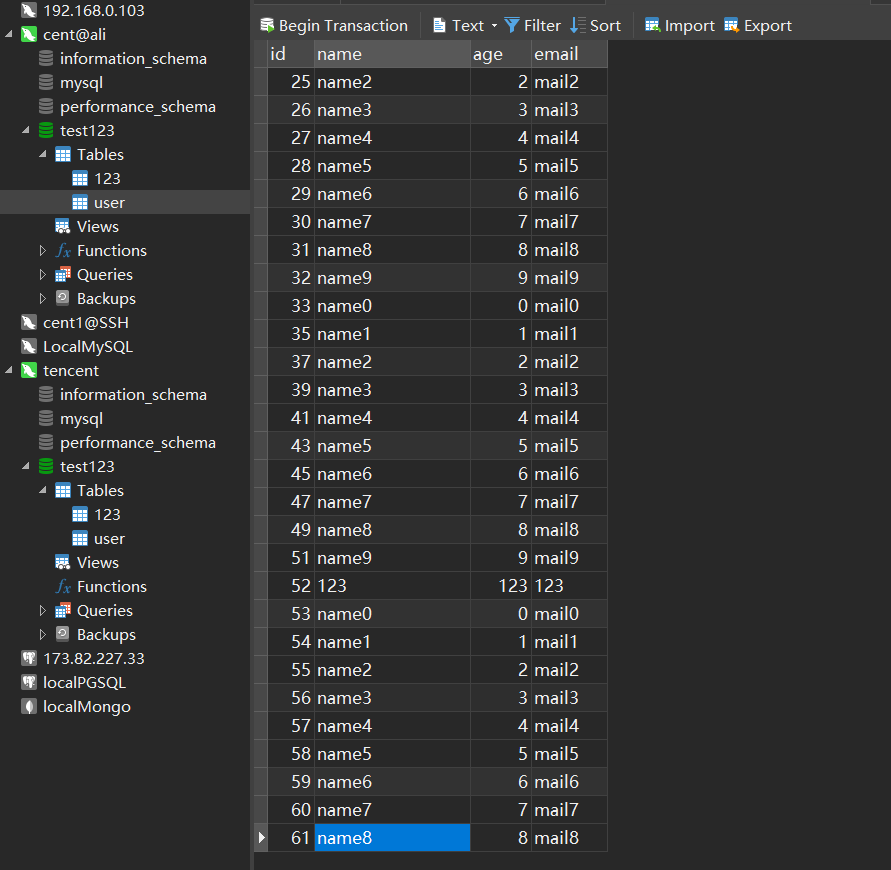 192.168.0.103
cent@ali
information_schema
mysql
performance_schema
test123
Tables
123
user
Views
Functions
Queries
Backups
cent1@SSH
LocalMySQL
tencent
information_schema
mysql
performance_schema
test123
Tables
123
user
Views
Functions
Queries
Backups
173.82.227.33
localPGSQL
localMongo
Begin Transaction Text Filter Sort Import Export
id name age email
25 name2 2 mail2
26 name3 3 mail3
27 name4 4 mail4
28 name5 5 mail5
29 name6 6 mail6
30 name7 7 mail7
31 name8 8 mail8
32 name9 9 mail9
33 name0 0 mail0
35 name1 1 mail1
37 name2 2 mail2
39 name3 3 mail3
41 name4 4 mail4
43 name5 5 mail5
45 name6 6 mail6
47 name7 7 mail7
49 name8 8 mail8
51 name9 9 mail9
52 123 123 123
53 name0 0 mail0
54 name1 1 mail1
55 name2 2 mail2
56 name3 3 mail3
57 name4 4 mail4
58 name5 5 mail5
59 name6 6 mail6
60 name7 7 mail7
61 name8 8 mail8